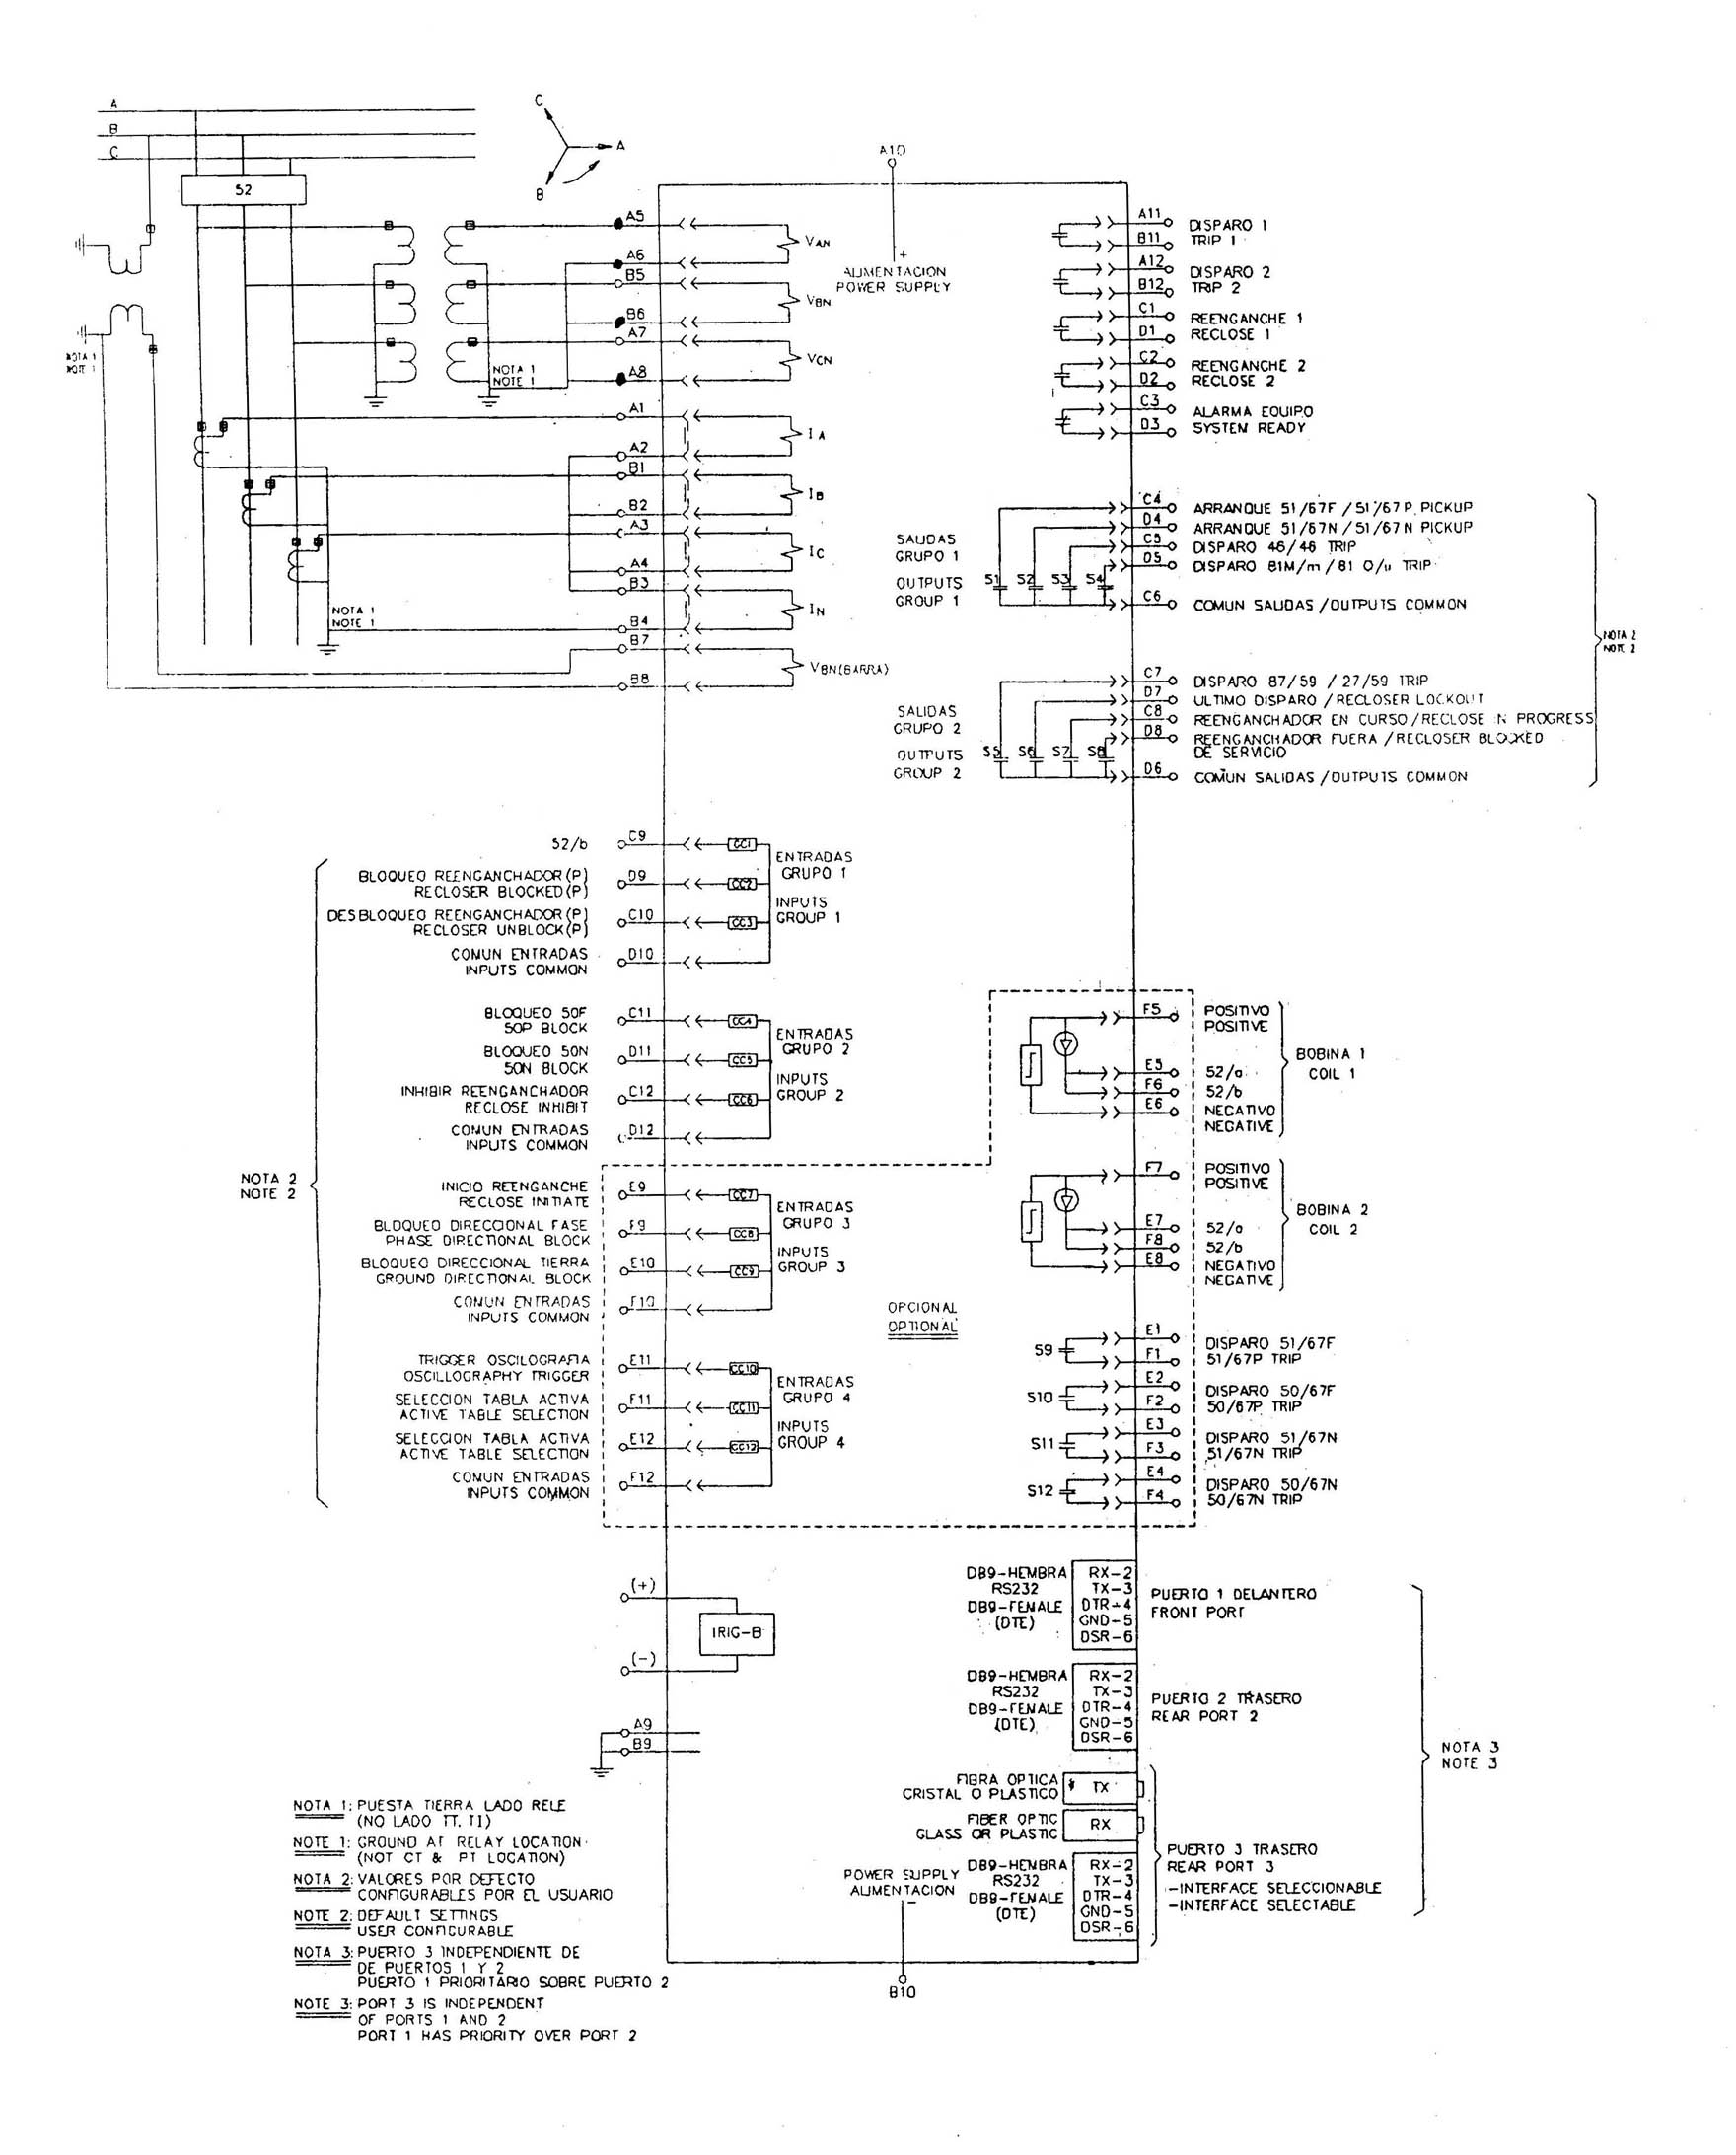 A
B
C
52
C
A
B
NOTA 1
NOTE 1
NOTA 1
NOTE 1
NOTA 1
NOTE 1
A5
A6
B5
B6
A7
A8
A1
A2
B1
B2
A3
A4
B3
B4
B7
B8
VAN
VBN
VCN
IA
IB
IC
IN
VBN(BARRA)
A10
+
ALIMENTACION
POWER SUPPLY
A11
B11
DISPARO 1
TRIP 1
A12
B12
DISPARO 2
TRIP 2
C1
D1
REENGANCHE 1
RECLOSE 1
C2
D2
REENGANCHE 2
RECLOSE 2
C3
D3
ALARMA EQUIPO
SYSTEM READY
SALIDAS
GRUPO 1
OUTPUTS
GROUP 1
S1 S2 S3 S4
C4 ARRANQUE 51/67F / 51/67P PICKUP
D4 ARRANQUE 51/67N / 51/67N PICKUP
C5 DISPARO 46/46 TRIP
D5 DISPARO 81M/m / 81 O/u TRIP
C6 COMUN SALIDAS /OUTPUTS COMMON
NOTA 2
NOTE 2
SALIDAS
GRUPO 2
OUTPUTS
GROUP 2
S5 S6 S7 S8
C7 DISPARO 87/59 / 27/59 TRIP
D7 ULTIMO DISPARO /RECLOSER LOCKOUT
C8 REENGANCHADOR EN CURSO/RECLOSE IN PROGRESS
D8 REENGANCHADOR FUERA /RECLOSER BLOCKED
DE SERVICIO
D6 COMUN SALIDAS /OUTPUTS COMMON
52/b C9 CC1
BLOQUEO REENGANCHADOR(P)
RECLOSER BLOCKED(P)
D9 CC2
DESBLOQUEO REENGANCHADOR(P)
RECLOSER UNBLOCK(P)
C10 CC3
COMUN ENTRADAS
INPUTS COMMON
D10
ENTRADAS
GRUPO 1
INPUTS
GROUP 1
BLOQUEO 50F
50P BLOCK
C11 CC4
BLOQUEO 50N
50N BLOCK
D11 CC5
INHIBIR REENGANCHADOR
RECLOSE INHIBIT
C12 CC6
COMUN ENTRADAS
INPUTS COMMON
D12
ENTRADAS
GRUPO 2
INPUTS
GROUP 2
NOTA 2
NOTE 2
INICIO REENGANCHE
RECLOSE INITIATE
E9 CC7
BLOQUEO DIRECCIONAL FASE
PHASE DIRECTIONAL BLOCK
F9 CC8
BLOQUEO DIRECCIONAL TIERRA
GROUND DIRECTIONAL BLOCK
E10 CC9
COMUN ENTRADAS
INPUTS COMMON
F10
ENTRADAS
GRUPO 3
INPUTS
GROUP 3
TRIGGER OSCILOGRAFIA
OSCILLOGRAPHY TRIGGER
E11 CC10
SELECCION TABLA ACTIVA
ACTIVE TABLE SELECTION
F11 CC11
SELECCION TABLA ACTIVA
ACTIVE TABLE SELECTION
E12 CC12
COMUN ENTRADAS
INPUTS COMMON
F12
ENTRADAS
GRUPO 4
INPUTS
GROUP 4
OPCIONAL
OPTIONAL
F5 POSITIVO
POSITIVE
E5 52/a
F6 52/b
E6 NEGATIVO
NEGATIVE
BOBINA 1
COIL 1
F7 POSITIVO
POSITIVE
E7 52/a
F8 52/b
E8 NEGATIVO
NEGATIVE
BOBINA 2
COIL 2
S9
E1
F1
DISPARO 51/67F
51/67P TRIP
S10
E2
F2
DISPARO 50/67F
50/67P TRIP
S11
E3
F3
DISPARO 51/67N
51/67N TRIP
S12
E4
F4
DISPARO 50/67N
50/67N TRIP
(+)
IRIG-B
(-)
A9
B9
DB9-HEMBRA
RS232
DB9-FEMALE
(DTE)
RX-2
TX-3
DTR-4
GND-5
DSR-6
PUERTO 1 DELANTERO
FRONT PORT
DB9-HEMBRA
RS232
DB9-FEMALE
(DTE)
RX-2
TX-3
DTR-4
GND-5
DSR-6
PUERTO 2 TRASERO
REAR PORT 2
NOTA 3
NOTE 3
FIBRA OPTICA
CRISTAL O PLASTICO
TX
FIBER OPTIC
GLASS OR PLASTIC
RX
DB9-HEMBRA
RS232
DB9-FEMALE
(DTE)
RX-2
TX-3
DTR-4
GND-5
DSR-6
PUERTO 3 TRASERO
REAR PORT 3
-INTERFACE SELECCIONABLE
-INTERFACE SELECTABLE
POWER SUPPLY
ALIMENTACION
-
B10
NOTA 1: PUESTA TIERRA LADO RELE
(NO LADO TT, TI)
NOTE 1: GROUND AT RELAY LOCATION
(NOT CT & PT LOCATION)
NOTA 2: VALORES POR DEFECTO
CONFIGURABLES POR EL USUARIO
NOTE 2: DEFAULT SETTINGS
USER CONFIGURABLE
NOTA 3: PUERTO 3 INDEPENDIENTE DE
DE PUERTOS 1 Y 2
PUERTO 1 PRIORITARIO SOBRE PUERTO 2
NOTE 3: PORT 3 IS INDEPENDENT
OF PORTS 1 AND 2
PORT 1 HAS PRIORITY OVER PORT 2